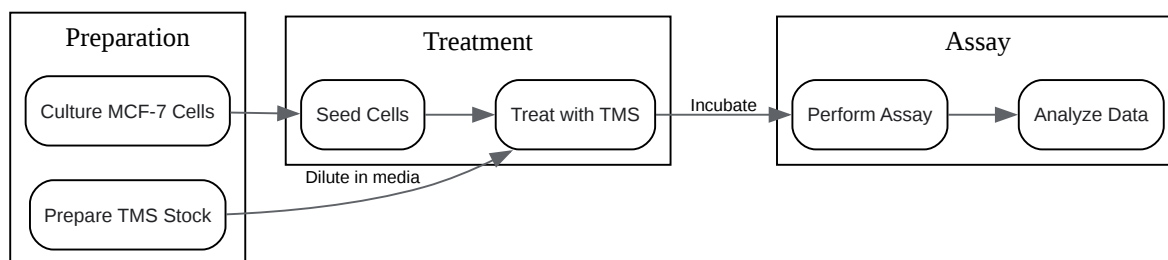 Preparation
Culture MCF-7 Cells
Prepare TMS Stock
Treatment
Seed Cells
Treat with TMS
Dilute in media
Incubate
Assay
Perform Assay
Analyze Data